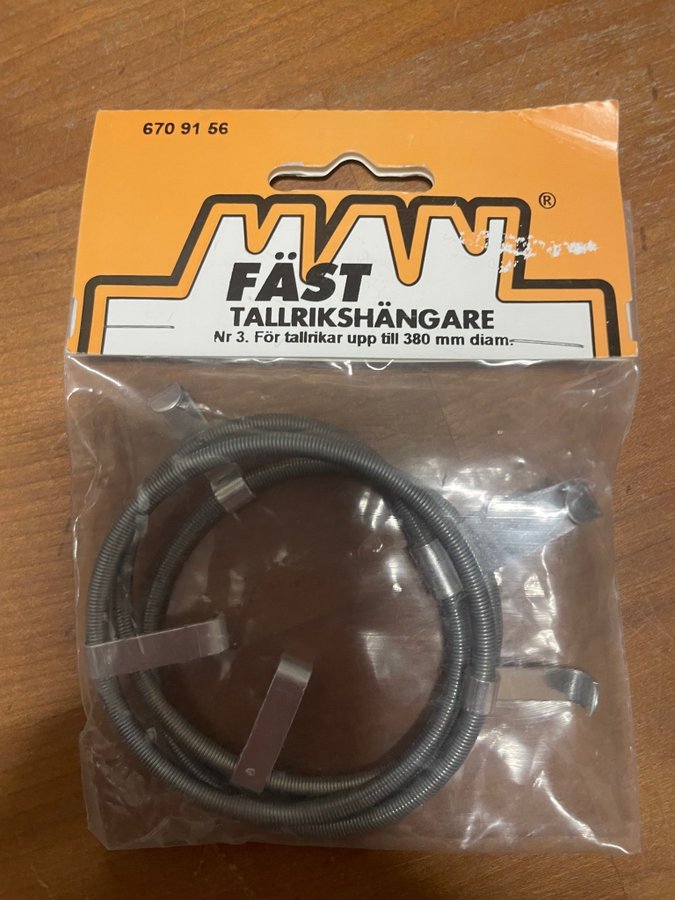 670 91 56
MAN
®
FÄST
TALLRIKSHÄNGARE
Nr 3. För tallrikar upp till 380 mm diam.